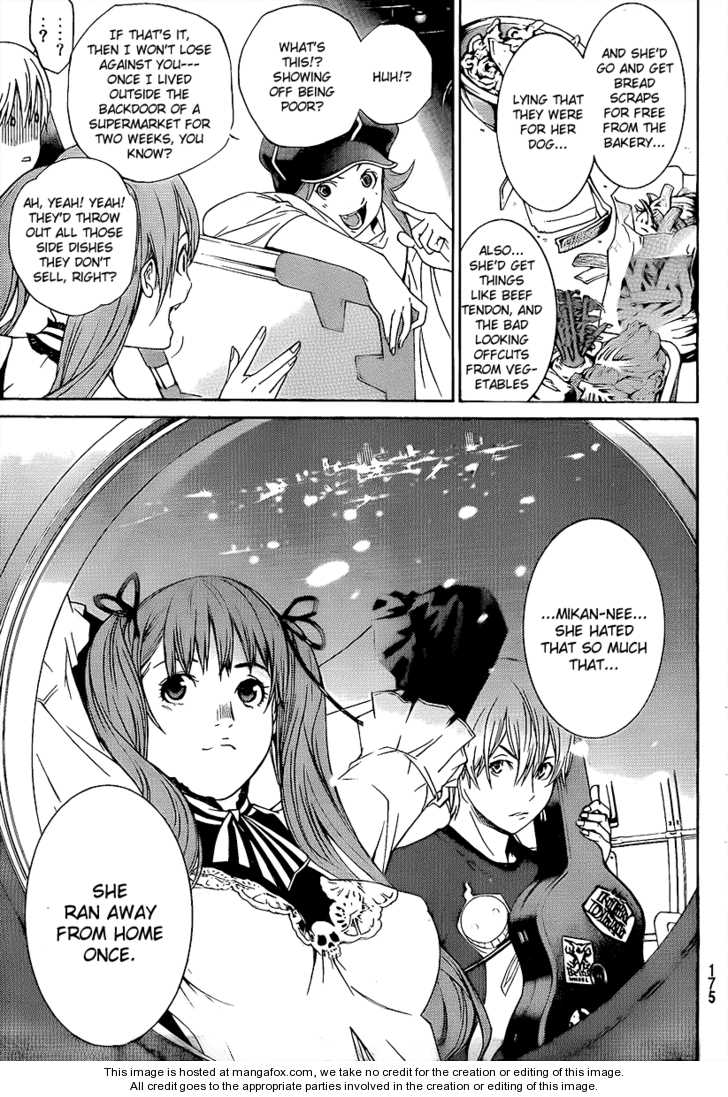 AND SHE'D
GO AND GET
BREAD
SCRAPS
FOR FREE
FROM THE
BAKERY...
LYING THAT
THEY WERE
FOR HER
DOG...
ALSO...
SHE'D GET
THINGS
LIKE BEEF
TENDON, AND
THE BAD
LOOKING
OFFCUTS
FROM VEG-
ETABLES
HUH!?
WHAT'S
THIS!?
SHOWING
OFF BEING
POOR?
IF THAT'S IT,
THEN I WON'T LOSE
AGAINST YOU---
ONCE I LIVED
OUTSIDE THE
BACKDOOR OF A
SUPERMARKET FOR
TWO WEEKS, YOU
KNOW?
...?
...?
AH, YEAH! YEAH!
THEY'D THROW
OUT ALL THOSE
SIDE DISHES
THEY DON'T
SELL, RIGHT?
...MIKAN-NEE...
SHE HATED
THAT SO MUCH
THAT...
SHE
RAN AWAY
FROM HOME
ONCE.
175
This image is hosted at mangafox.com, we take no credit for the creation or editing of this image.
All credit goes to the appropriate parties involved in the creation or editing of this image.